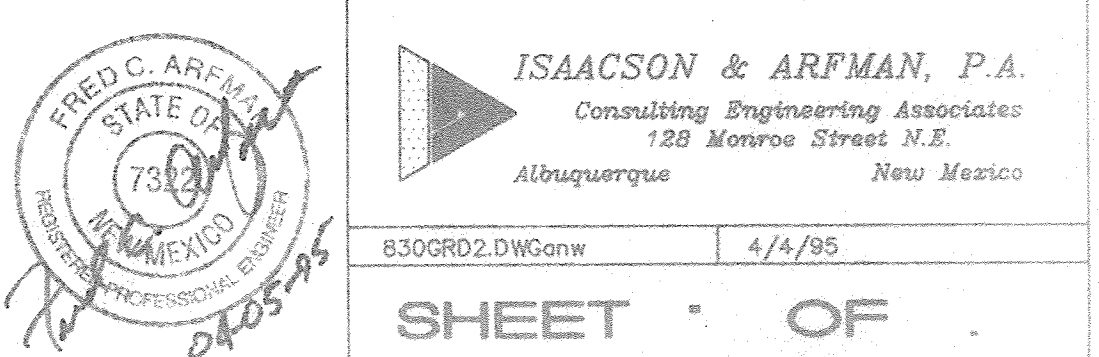 FRED C. ARFMAN
STATE OF
7322
NEW MEXICO
REGISTERED PROFESSIONAL ENGINEER
04-05-95
ISAACSON & ARFMAN, P.A.
Consulting Engineering Associates
128 Monroe Street N.E.
Albuquerque New Mexico
830GRD2.DWGanw 4/4/95
SHEET OF